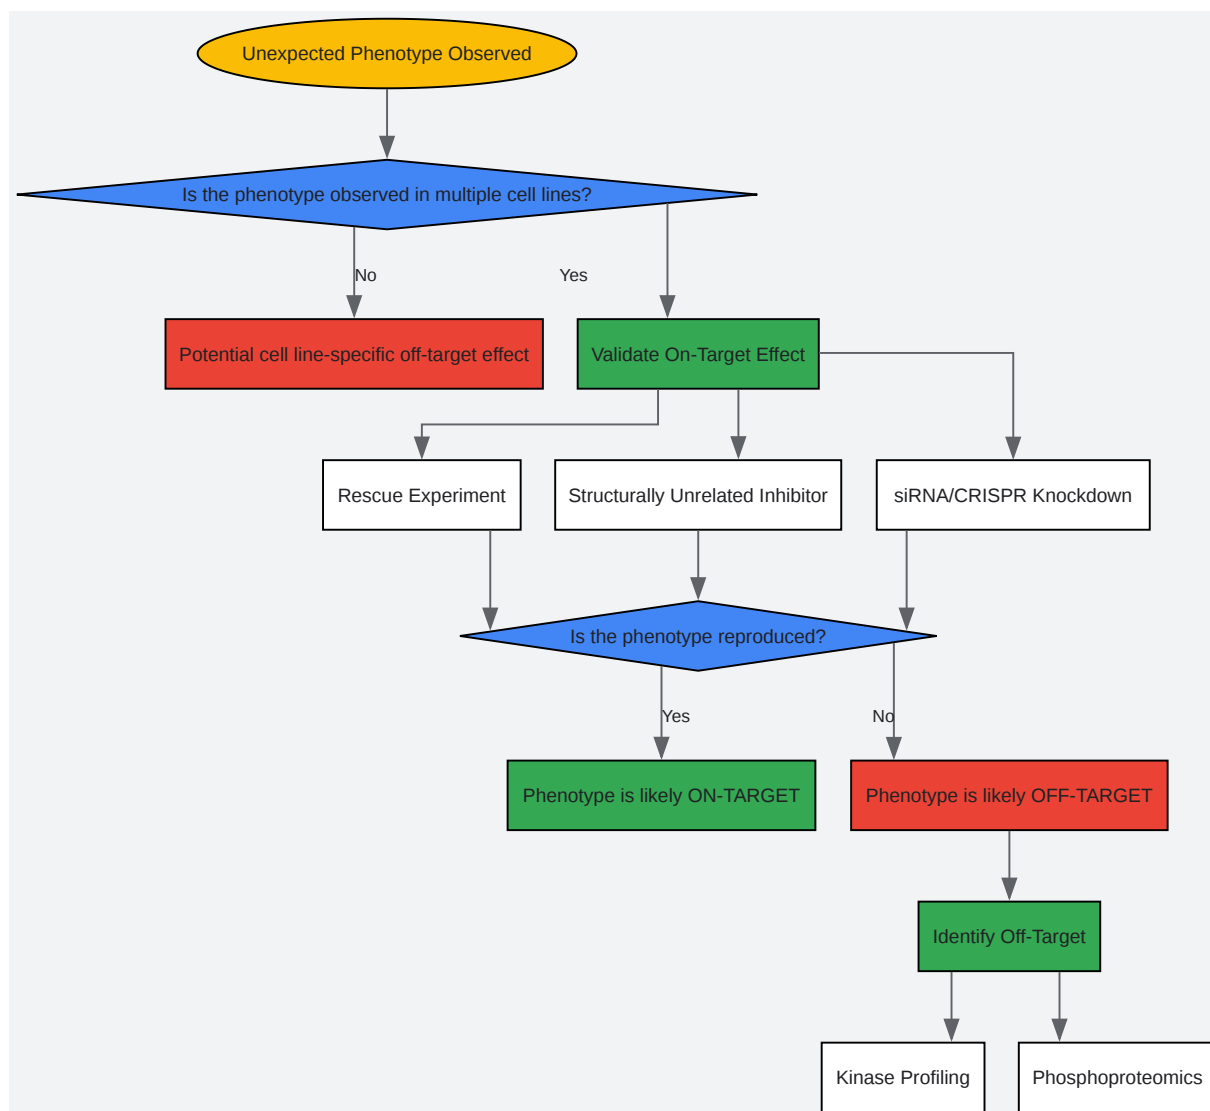 Unexpected Phenotype Observed
Is the phenotype observed in multiple cell lines?
No
Yes
Potential cell line-specific off-target effect
Validate On-Target Effect
Rescue Experiment
Structurally Unrelated Inhibitor
siRNA/CRISPR Knockdown
Is the phenotype reproduced?
Yes
No
Phenotype is likely ON-TARGET
Phenotype is likely OFF-TARGET
Identify Off-Target
Kinase Profiling
Phosphoproteomics